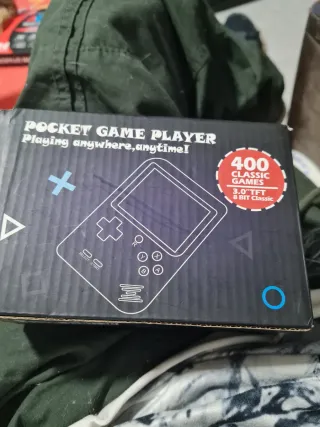 POCKET GAME PLAYER
Playing anywhere,anytime!
400
CLASSIC
GAMES
3.0"TFT
8 BIT Classic